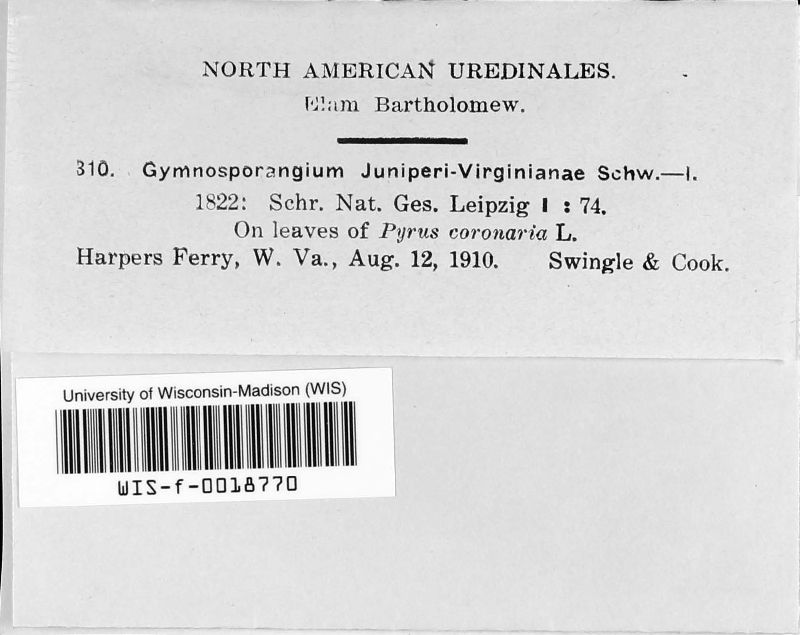 NORTH AMERICAN UREDINALES.
Elam Bartholomew.
310. Gymnosporangium Juniperi-Virginianae Schw.—I.
1822: Schr. Nat. Ges. Leipzig I : 74.
On leaves of Pyrus coronaria L.
Harpers Ferry, W. Va., Aug. 12, 1910. Swingle & Cook.
University of Wisconsin-Madison (WIS)
WIS-f-0018770